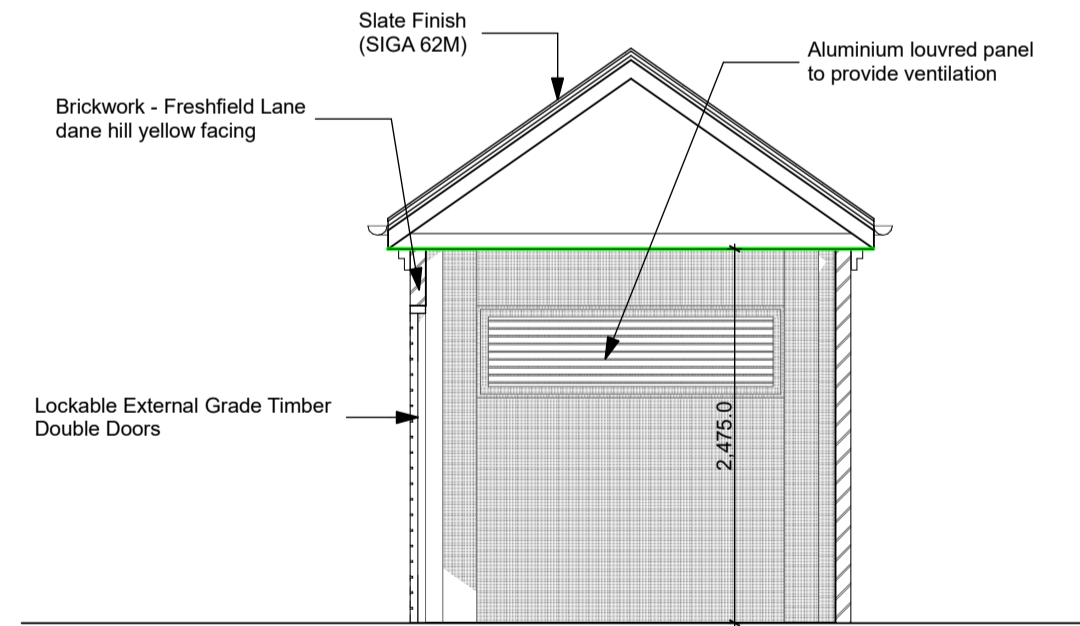 Slate Finish
(SIGA 62M)
Aluminium louvred panel
to provide ventilation
Brickwork - Freshfield Lane
dane hill yellow facing
Lockable External Grade Timber
Double Doors
2,475.0